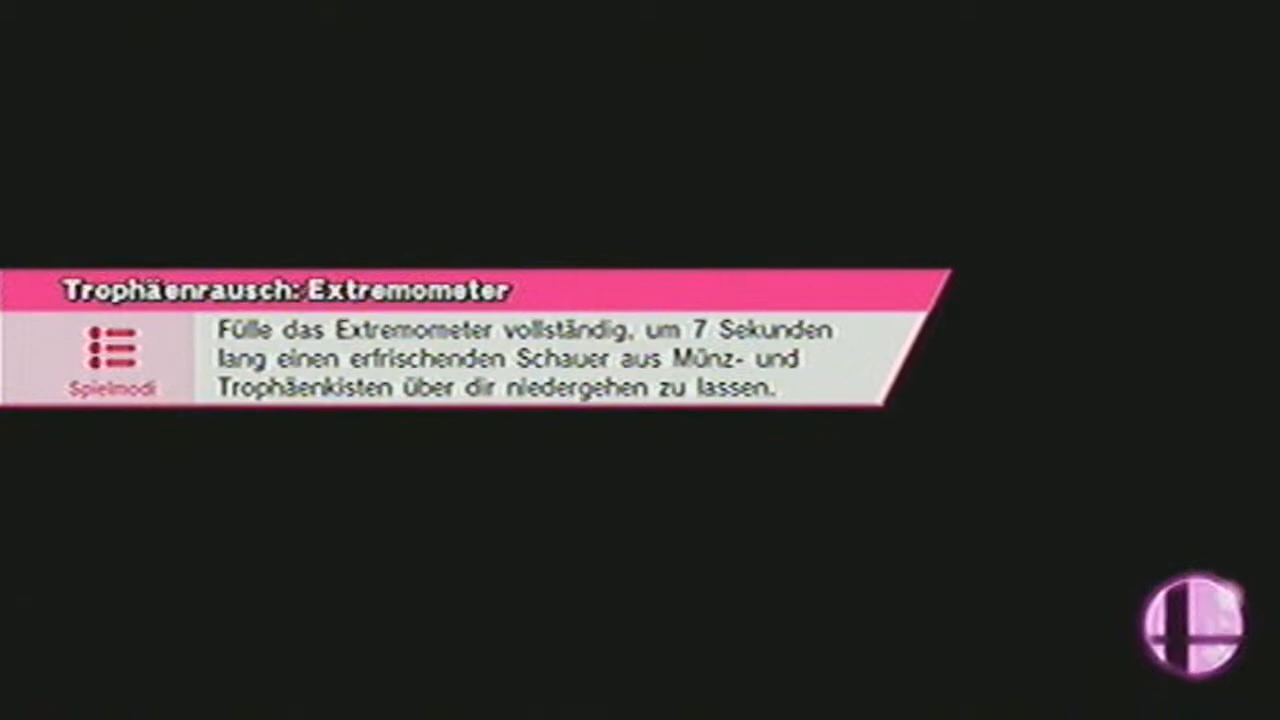 Trophäenrausch: Extremometer
Fülle das Extremometer vollständig, um 7 Sekunden
lang einen erfrischenden Schauer aus Münz- und
Trophäenkisten über dir niedergehen zu lassen.
Spielmodi